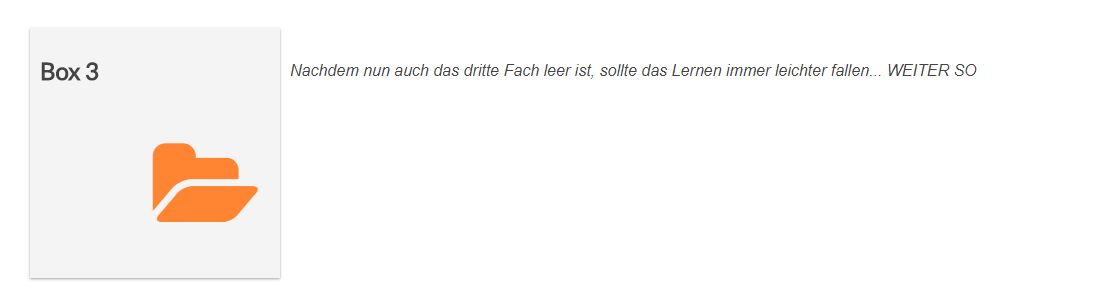 Box 3
Nachdem nun auch das dritte Fach leer ist, sollte das Lernen immer leichter fallen... WEITER SO